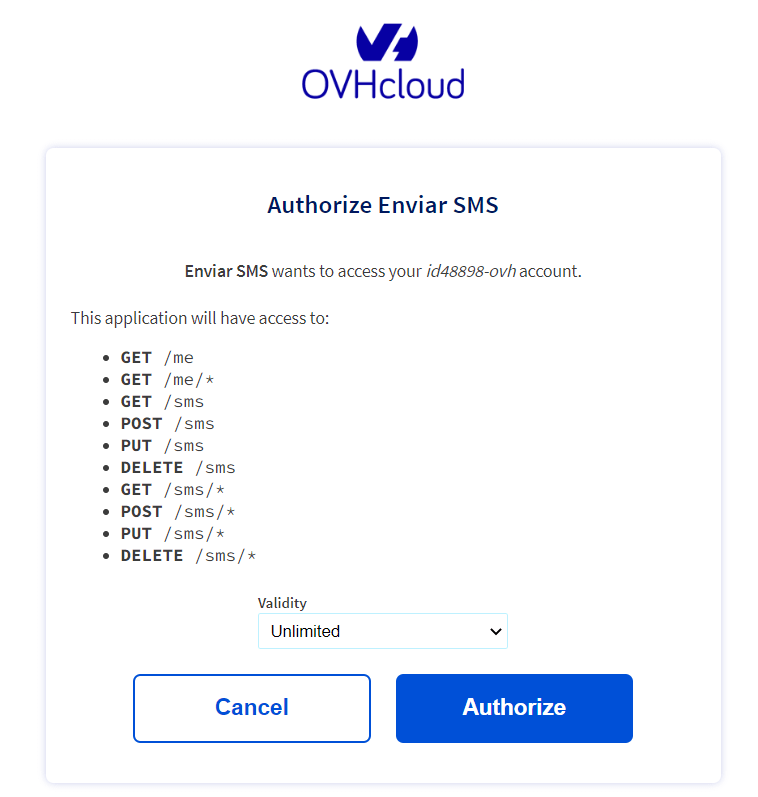 OVHcloud
Authorize Enviar SMS
Enviar SMS wants to access your id48898-ovh account.
This application will have access to:
GET /me
GET /me/*
GET /sms
POST /sms
PUT /sms
DELETE /sms
GET /sms/*
POST /sms/*
PUT /sms/*
DELETE /sms/*
Validity
Unlimited
Cancel Authorize